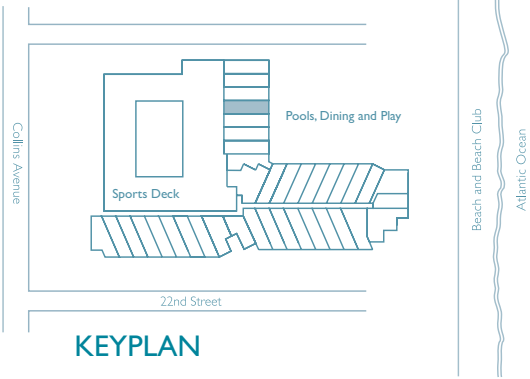 Collins Avenue
Pools, Dining and Play
Beach and Beach Club
Atlantic Ocean
Sports Deck
22nd Street
KEYPLAN